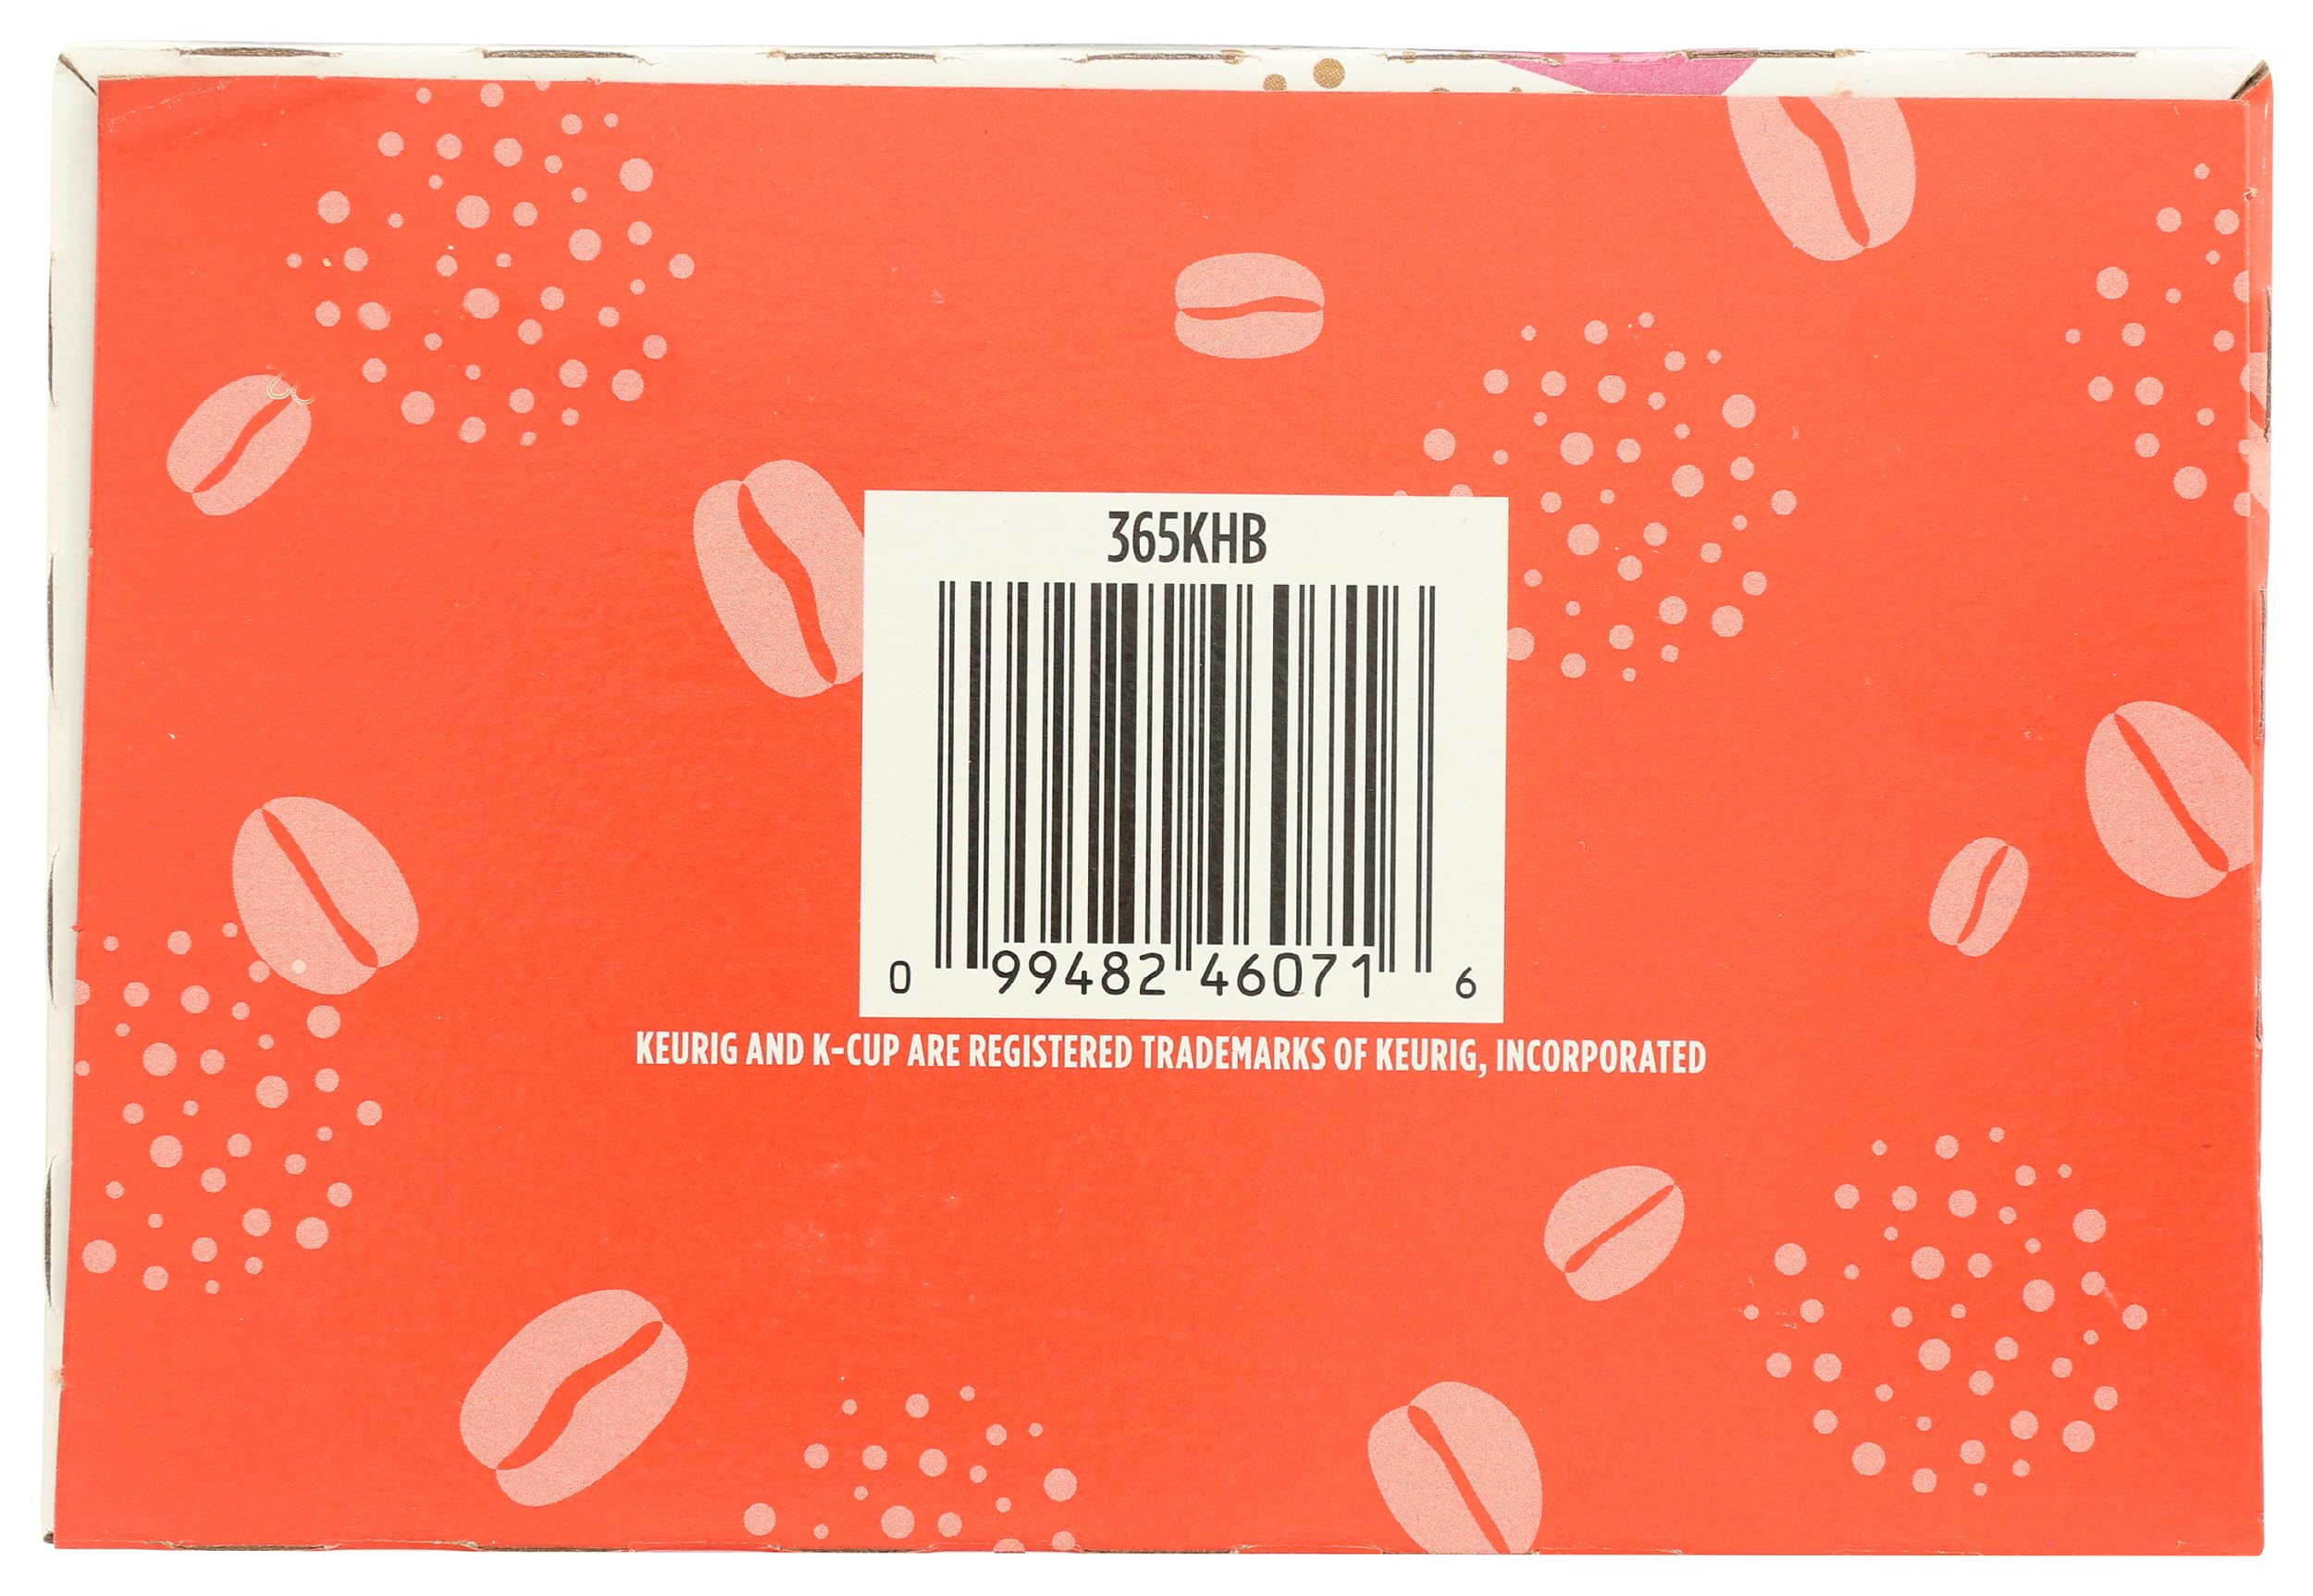 365KHB
0 99482 46071 6
KEURIG AND K-CUP ARE REGISTERED TRADEMARKS OF KEURIG, INCORPORATED